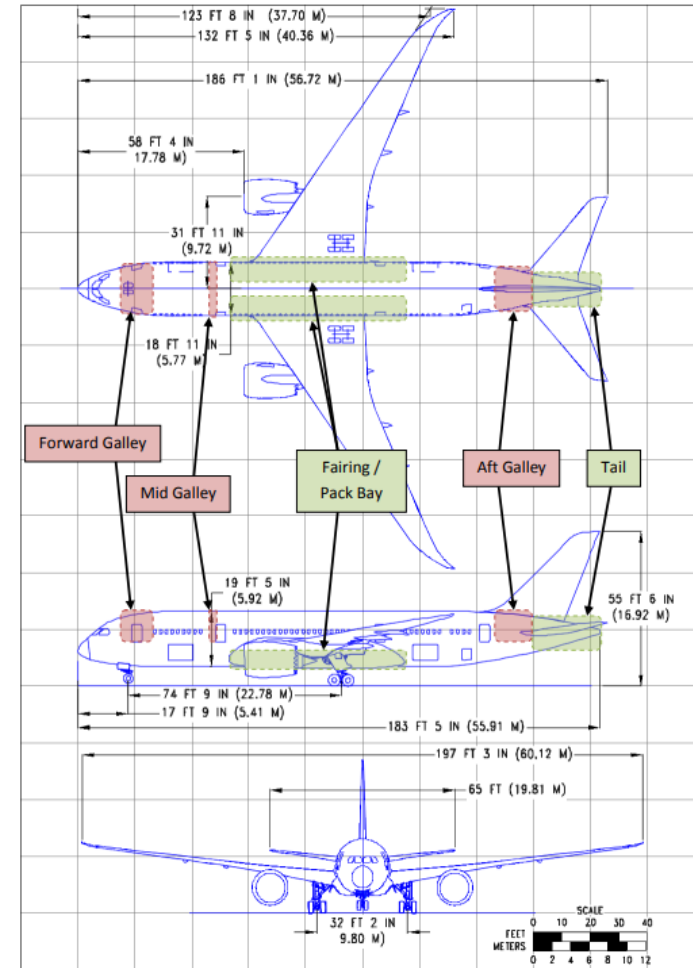 123 FT 8 IN (37.70 M)
132 FT 5 IN (40.36 M)
186 FT 1 IN (56.72 M)
58 FT 4 IN
17.78 M)
31 FT 11 IN
(9.72 M)
18 FT 11 IN
(5.77 M)
Forward Galley
Mid Galley
Fairing /
Pack Bay
Aft Galley
Tail
19 FT 5 IN
(5.92 M)
55 FT 6 IN
(16.92 M)
74 FT 9 IN (22.78 M)
17 FT 9 IN (5.41 M)
183 FT 5 IN (55.91 M)
197 FT 3 IN (60.12 M)
65 FT (19.81 M)
32 FT 2 IN
9.80 M)
SCALE
0 10 20 30 40
FEET
METERS
0 2 4 6 8 10 12